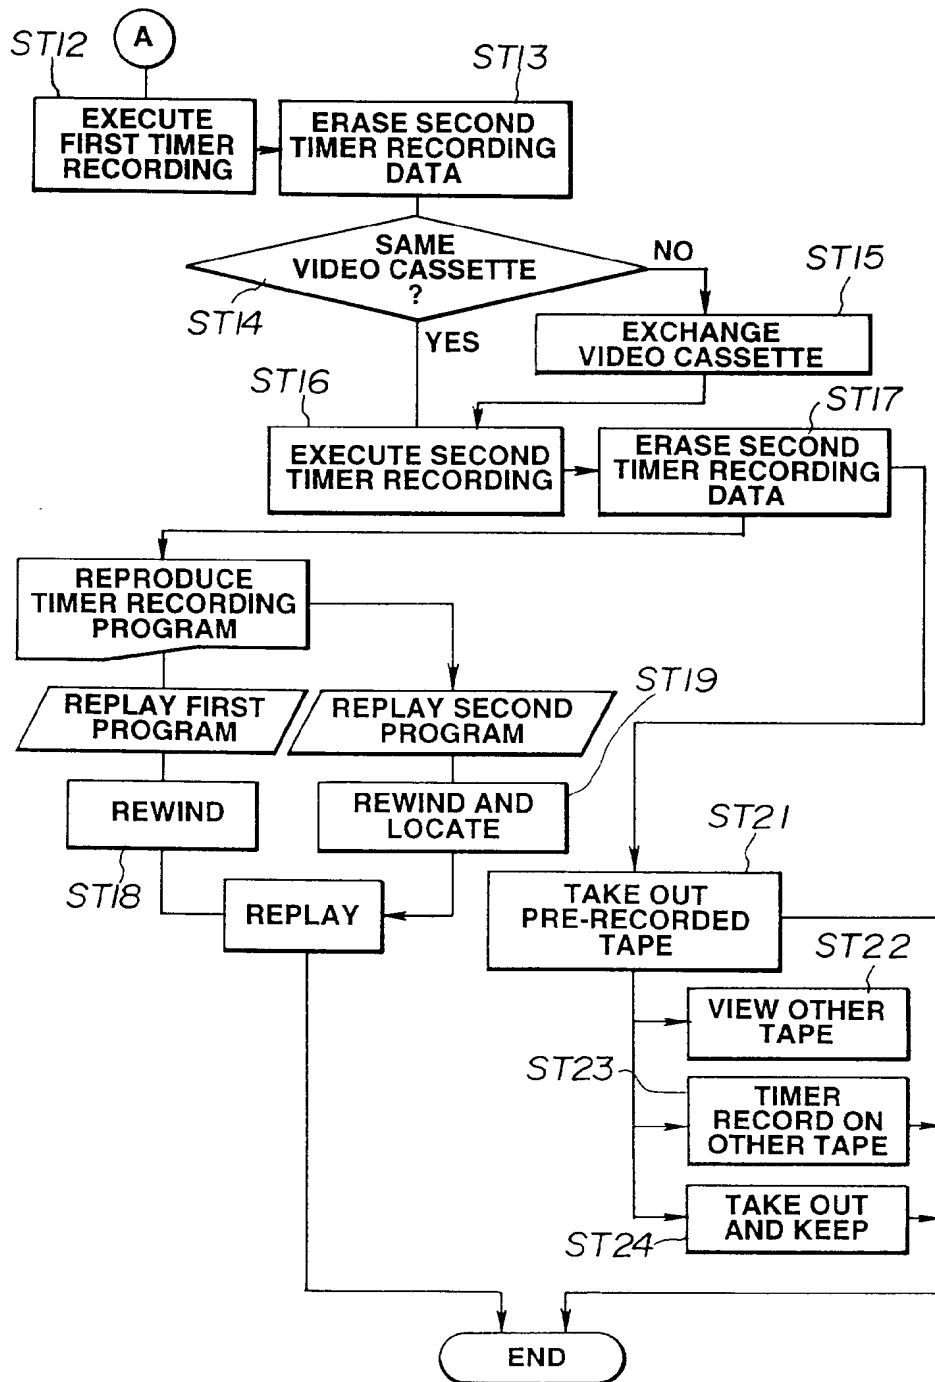 A
ST12
EXECUTE
FIRST TIMER
RECORDING
ST13
ERASE SECOND
TIMER RECORDING
DATA
SAME
VIDEO CASSETTE
?
ST14
NO
YES
ST15
EXCHANGE
VIDEO CASSETTE
ST16
EXECUTE SECOND
TIMER RECORDING
ST17
ERASE SECOND
TIMER RECORDING
DATA
REPRODUCE
TIMER RECORDING
PROGRAM
REPLAY FIRST
PROGRAM
REPLAY SECOND
PROGRAM
ST19
REWIND
ST18
REWIND AND
LOCATE
REPLAY
ST21
TAKE OUT
PRE-RECORDED
TAPE
ST22
VIEW OTHER
TAPE
ST23
TIMER
RECORD ON
OTHER TAPE
TAKE OUT
AND KEEP
ST24
END